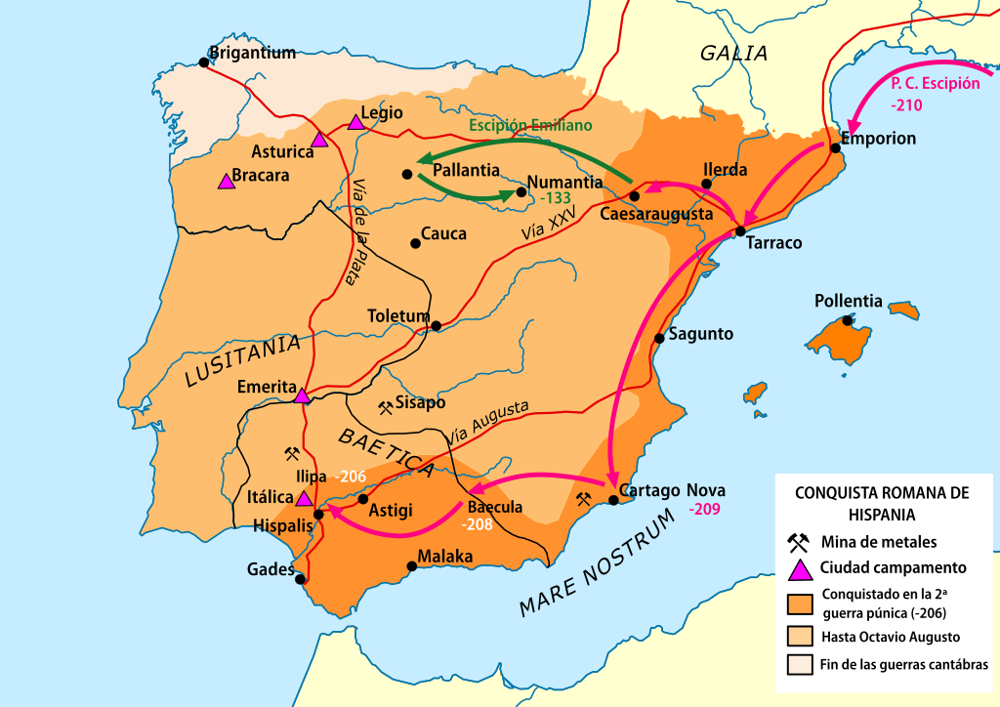 Brigantium
GALIA
P. C. Escipión
-210
Legio
Escipión Emiliano
Emporion
Asturica
Bracara
Pallantia
Numantia
-133
Ilerda
Caesaraugusta
Vía de la Plata
Vía XXV
Cauca
Tarraco
Pollentia
Toletum
Sagunto
LUSITANIA
Emerita
Sisapo
Vía Augusta
BAETICA
Ilipa -206
Itálica
Cartago Nova
-209
Astigi
Baecula
-208
Hispalis
MARE NOSTRUM
Malaka
Gades
CONQUISTA ROMANA DE
HISPANIA
Mina de metales
Ciudad campamento
Conquistado en la 2ª
guerra púnica (-206)
Hasta Octavio Augusto
Fin de las guerras cantábras